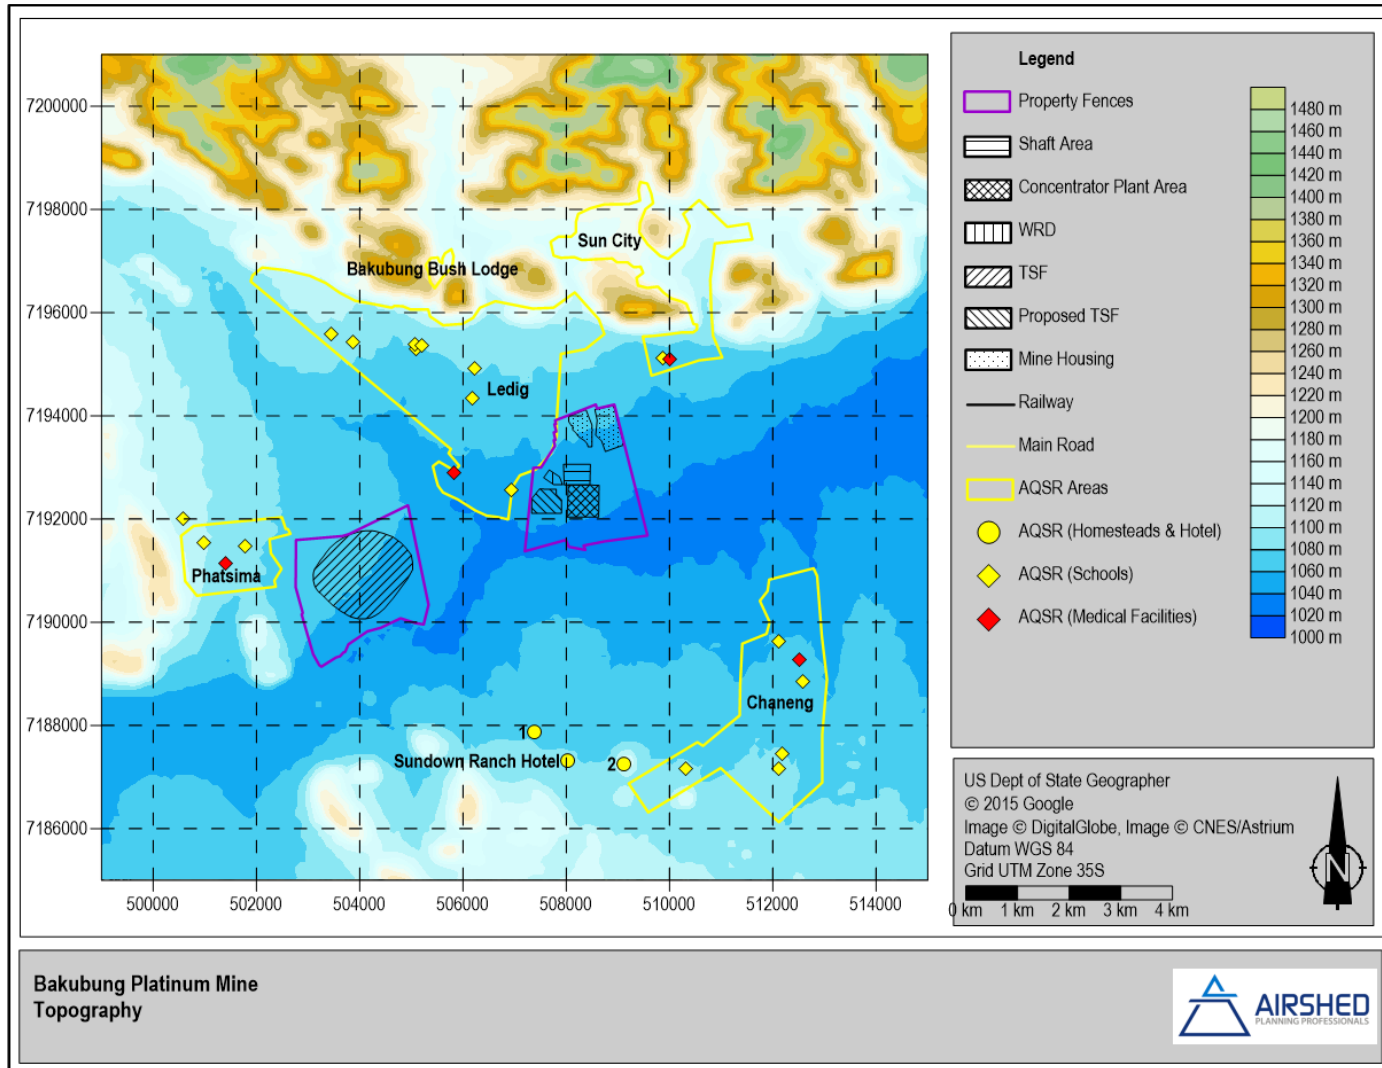 7200000
7198000
7196000
7194000
7192000
7190000
7188000
7186000
500000
502000
504000
506000
508000
510000
512000
514000
Sun City
Bakubung Bush Lodge
Ledig
Phatsima
Chaneng
1
Sundown Ranch Hotel
2
Legend
Property Fences
Shaft Area
Concentrator Plant Area
WRD
TSF
Proposed TSF
Mine Housing
Railway
Main Road
AQSR Areas
AQSR (Homesteads & Hotel)
AQSR (Schools)
AQSR (Medical Facilities)
1480 m
1460 m
1440 m
1420 m
1400 m
1380 m
1360 m
1340 m
1320 m
1300 m
1280 m
1260 m
1240 m
1220 m
1200 m
1180 m
1160 m
1140 m
1120 m
1100 m
1080 m
1060 m
1040 m
1020 m
1000 m
US Dept of State Geographer
© 2015 Google
Image © DigitalGlobe, Image © CNES/Astrium
Datum WGS 84
Grid UTM Zone 35S
0 km 1 km 2 km 3 km 4 km
N
Bakubung Platinum Mine
Topography
AIRSHED
PLANNING PROFESSIONALS